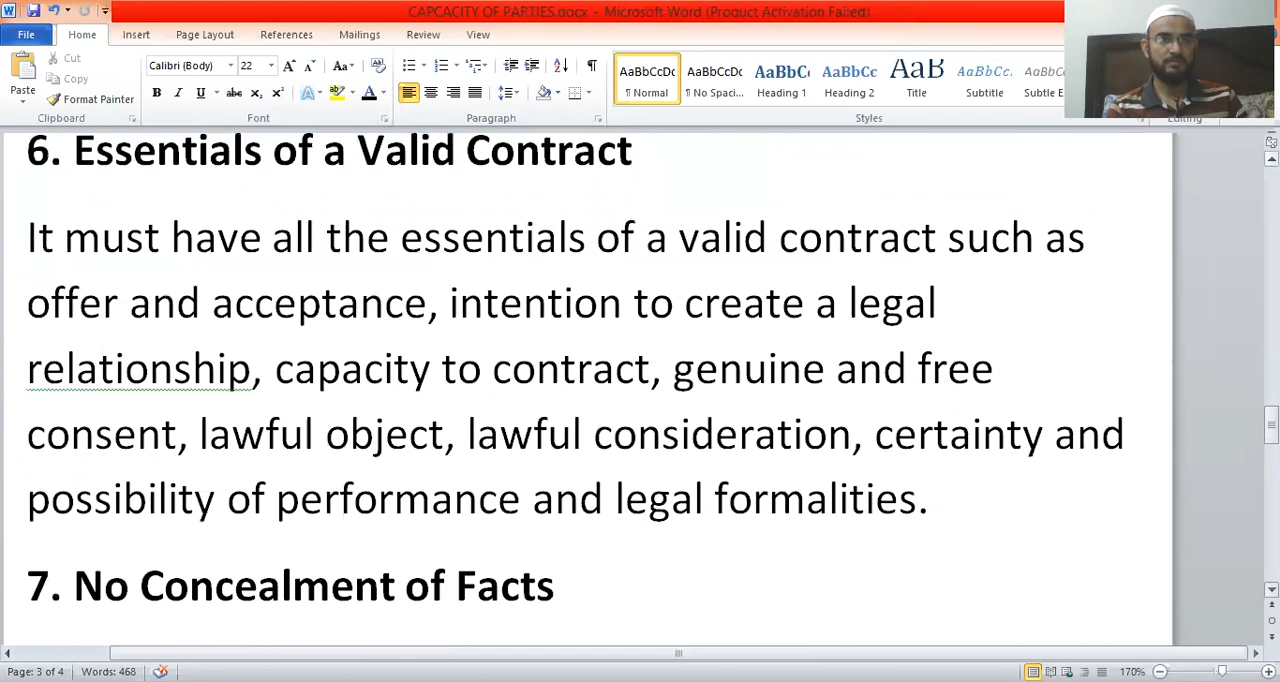 CAPCACITY OF PARTIES.docx - Microsoft Word (Product Activation Failed)
File Home Insert Page Layout References Mailings Review View
Cut
Copy
Format Painter
Paste
Clipboard
Calibri (Body) 22
Font
Paragraph
AaBbCcDc AaBbCcDc AaBbC AaBbCc AaB AaBbCc. AaBbCc
¶ Normal ¶ No Spaci... Heading 1 Heading 2 Title Subtitle Subtle E
Styles
Editing
6. Essentials of a Valid Contract
It must have all the essentials of a valid contract such as
offer and acceptance, intention to create a legal
relationship, capacity to contract, genuine and free
consent, lawful object, lawful consideration, certainty and
possibility of performance and legal formalities.
7. No Concealment of Facts
Page: 3 of 4 Words: 468 170%